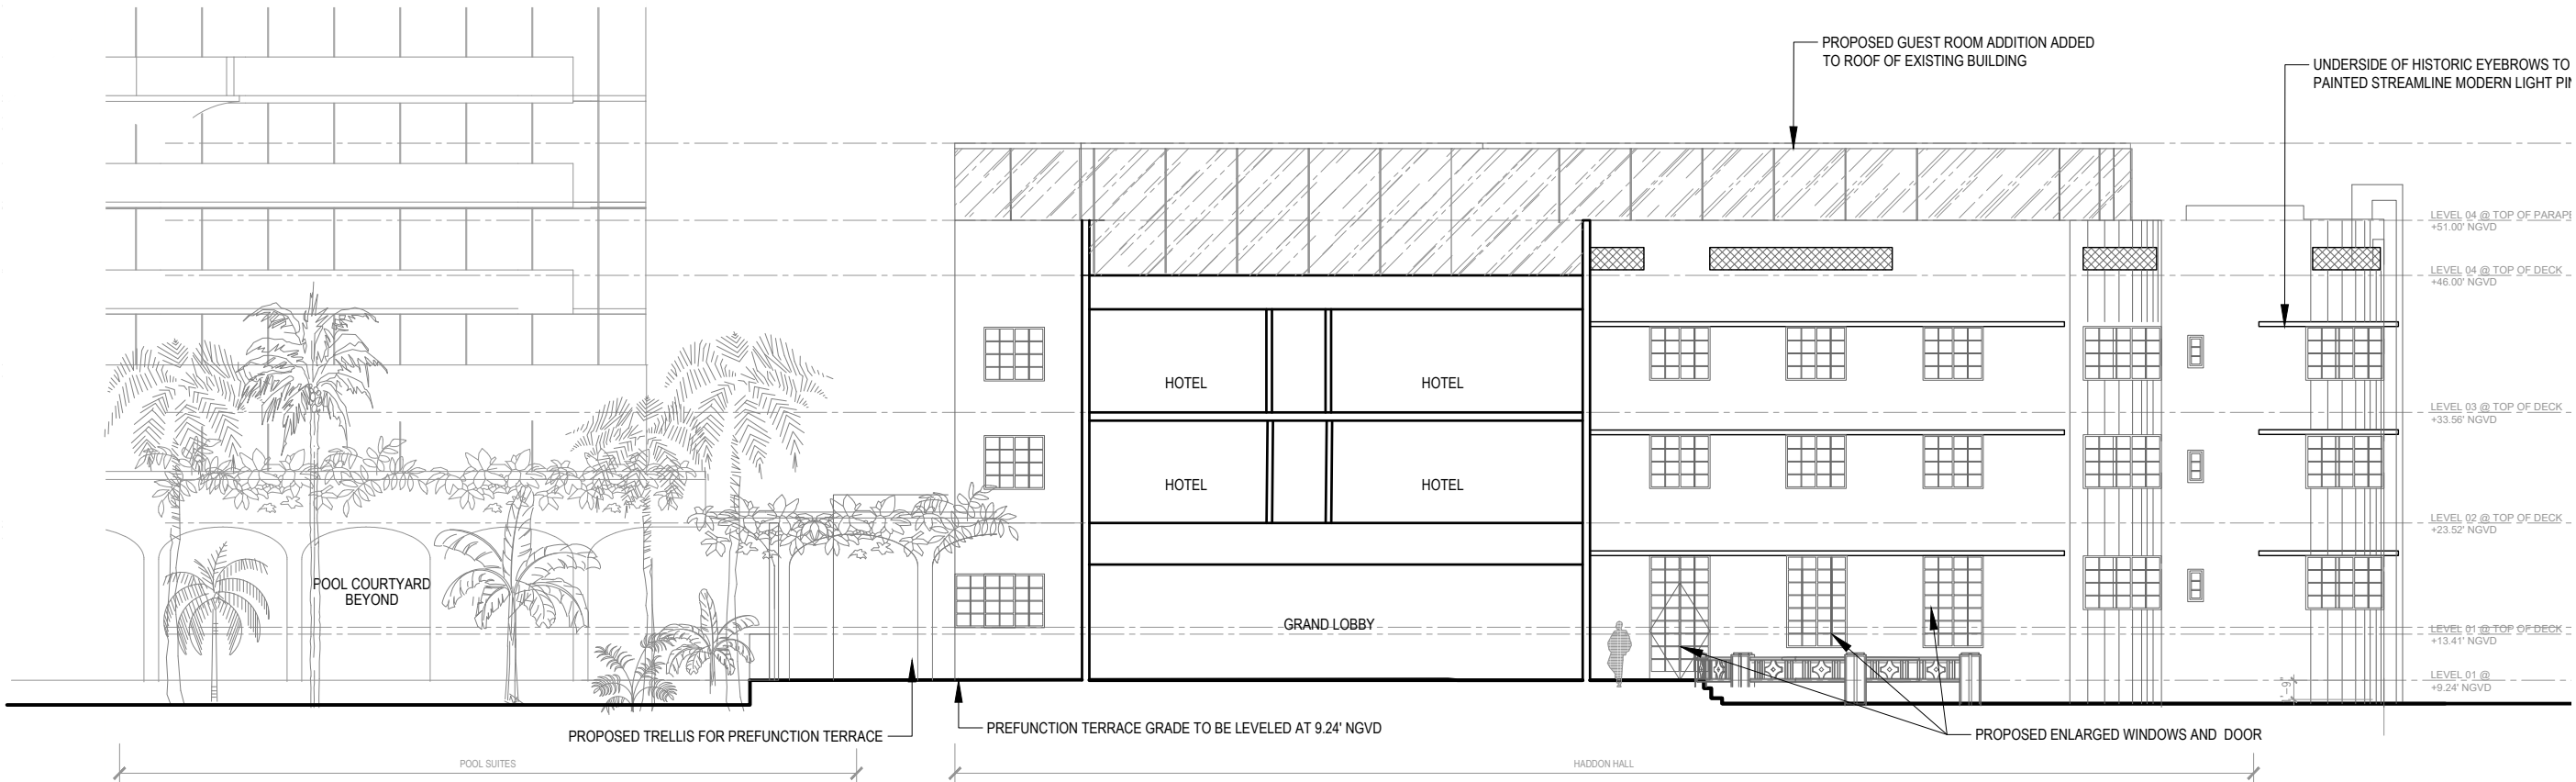 PROPOSED GUEST ROOM ADDITION ADDED
TO ROOF OF EXISTING BUILDING
UNDERSIDE OF HISTORIC EYEBROWS TO
PAINTED STREAMLINE MODERN LIGHT
LEVEL 04 @ TOP OF
+51.00' NGVD
LEVEL 04 @ TOP OF DECK
+46.00' NGVD
HOTEL
HOTEL
LEVEL 03 @ TOP OF DECK
+33.56' NGVD
HOTEL
HOTEL
LEVEL 02 @ TOP OF DECK
+23.52' NGVD
POOL COURTYARD
BEYOND
GRAND LOBBY
LEVEL 01 @ TOP OF DECK
+13.41' NGVD
LEVEL 01 @
+9.24' NGVD
PROPOSED TRELLIS FOR PREFUNCTION TERRACE
PREFUNCTION TERRACE GRADE TO BE LEVELED AT 9.24' NGVD
PROPOSED ENLARGED WINDOWS AND DOOR
POOL SUITES
HADDON HALL